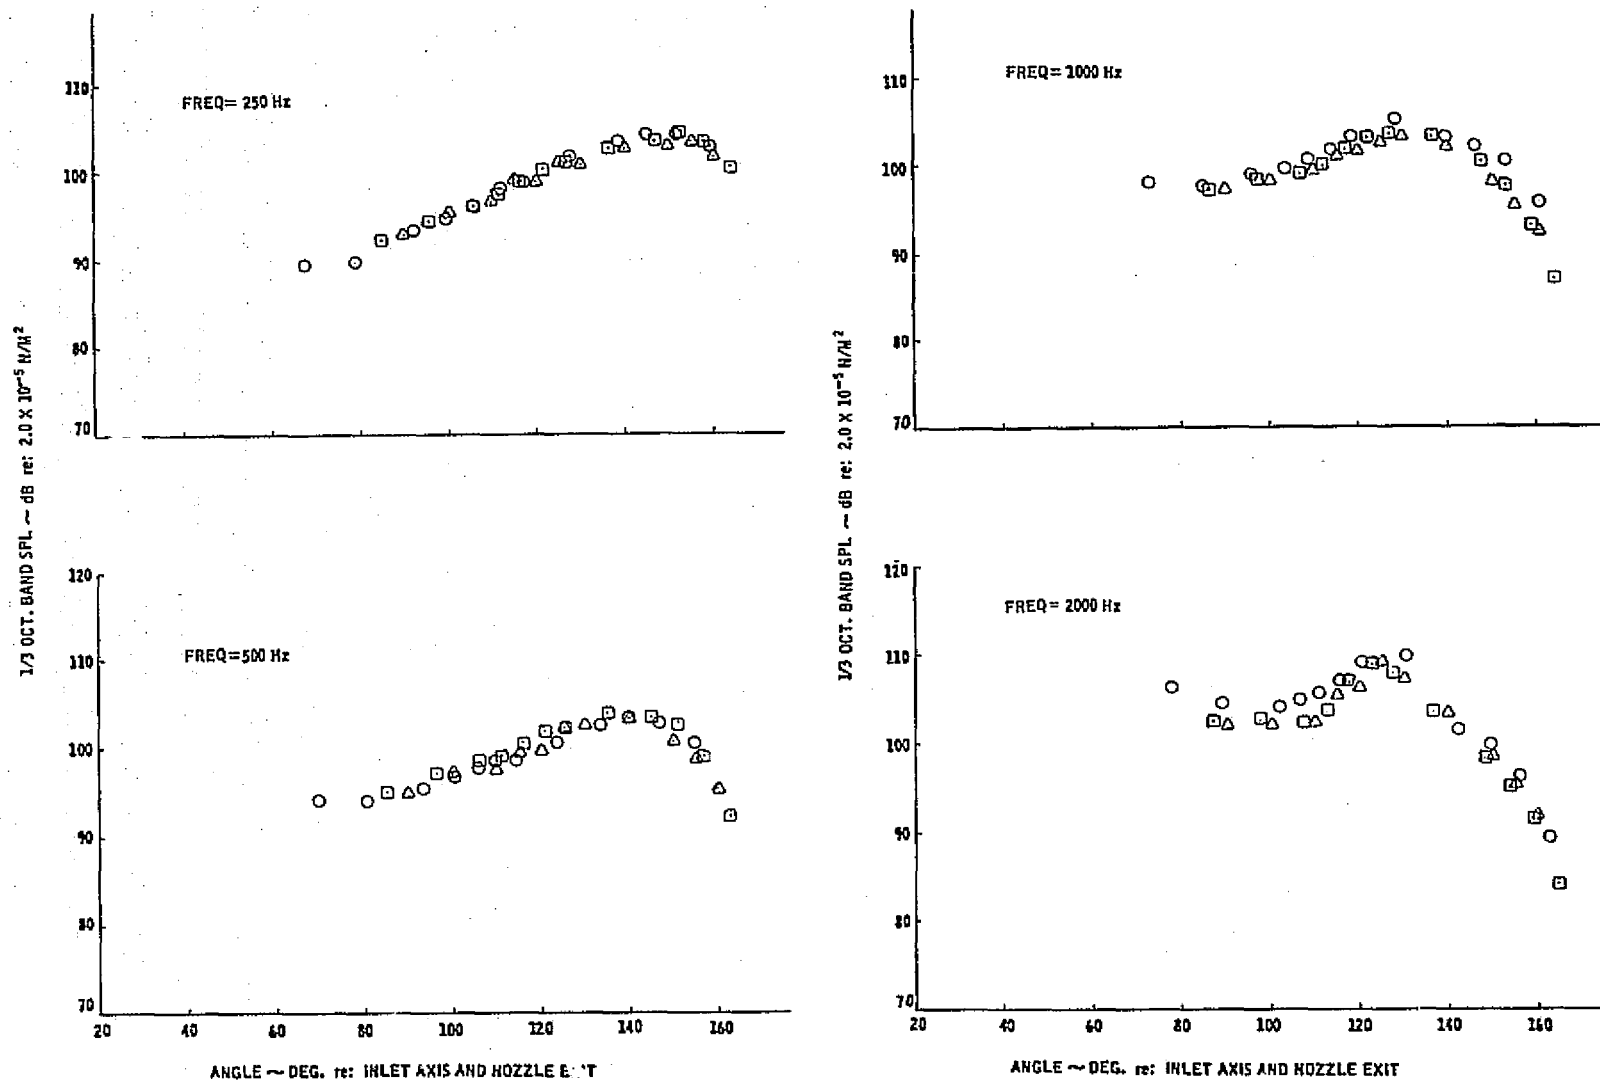 FREQ= 250 Hz
110
100
90
80
70
1/3 OCT. BAND SPL ~ dB re: 2.0 X 10⁻⁵ N/M²
120
FREQ=500 Hz
110
100
90
80
70
20 40 60 80 100 120 140 160
ANGLE ~ DEG. re: INLET AXIS AND NOZZLE
FREQ= 1000 Hz
110
100
90
80
70
1/3 OCT. BAND SPL ~ dB re: 2.0 X 10⁻⁵ N/M²
120
FREQ= 2000 Hz
110
100
90
80
70
20 40 60 80 100 120 140 160
ANGLE ~ DEG. re: INLET AXIS AND NOZZLE EXIT